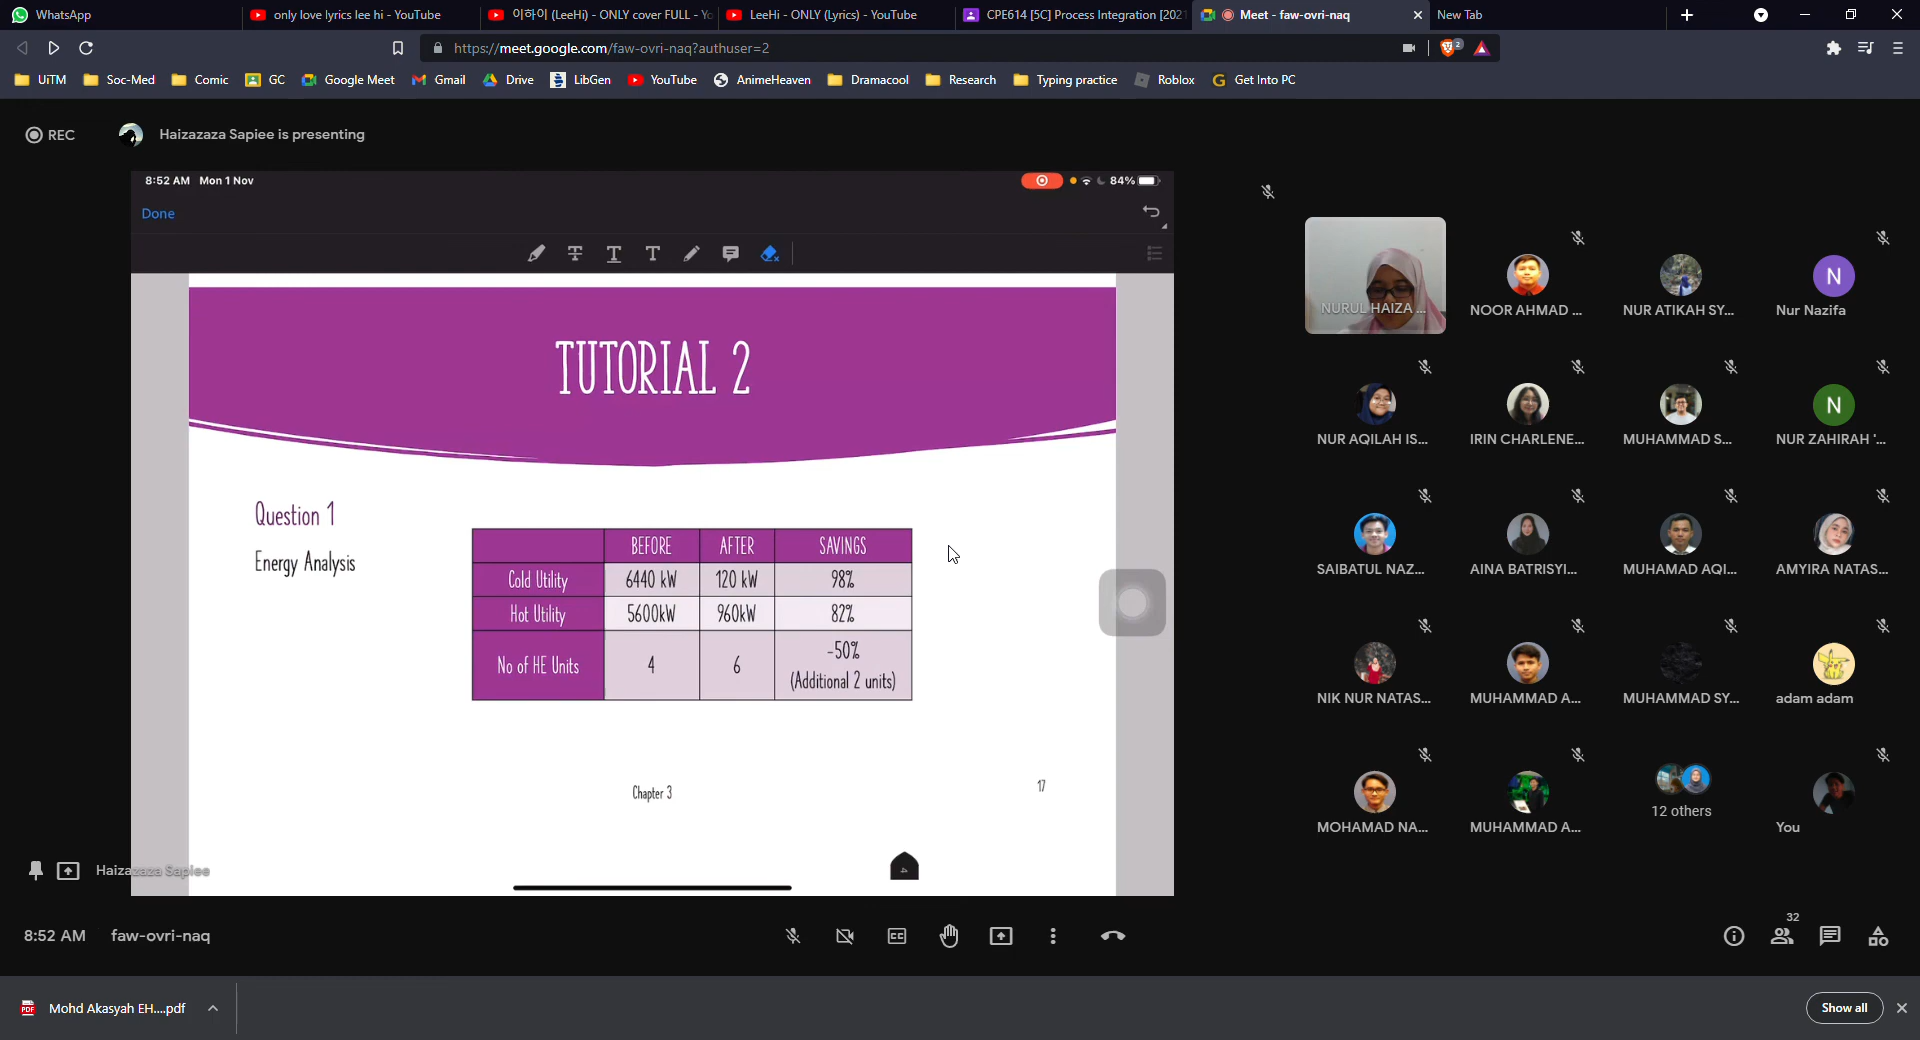 WhatsApp
only love lyrics lee hi - YouTube
이하이 (LeeHi) - ONLY cover FULL - Yo
LeeHi - ONLY (Lyrics) - YouTube
CPE614 [5C] Process Integration [2021
Meet - faw-ovri-naq
New Tab
https://meet.google.com/faw-ovri-naq?authuser=2
2
UiTM
Soc-Med
Comic
GC
Google Meet
Gmail
Drive
LibGen
YouTube
AnimeHeaven
Dramacool
Research
Typing practice
Roblox
Get Into PC
REC
Haizazaza Sapiee is presenting
8:52 AM Mon 1 Nov
84%
Done
TUTORIAL 2
Question 1
Energy Analysis
BEFORE AFTER SAVINGS
Cold Utility 6440 kW 120 kW 98%
Hot Utility 5600kW 960kW 82%
No of HE Units 4 6 -50%
(Additional 2 units)
Chapter 3
17
Haizazaza Sapiee
NURUL HAIZA ...
NOOR AHMAD ...
NUR ATIKAH SY...
N
Nur Nazifa
NUR AQILAH IS...
IRIN CHARLENE...
MUHAMMAD S...
N
NUR ZAHIRAH '...
SAIBATUL NAZ...
AINA BATRISYI...
MUHAMAD AQI...
AMYIRA NATAS...
NIK NUR NATAS...
MUHAMMAD A...
MUHAMMAD SY...
adam adam
MOHAMAD NA...
MUHAMMAD A...
12 others
You
8:52 AM
faw-ovri-naq
32
PDF
Mohd Akasyah EH....pdf
Show all